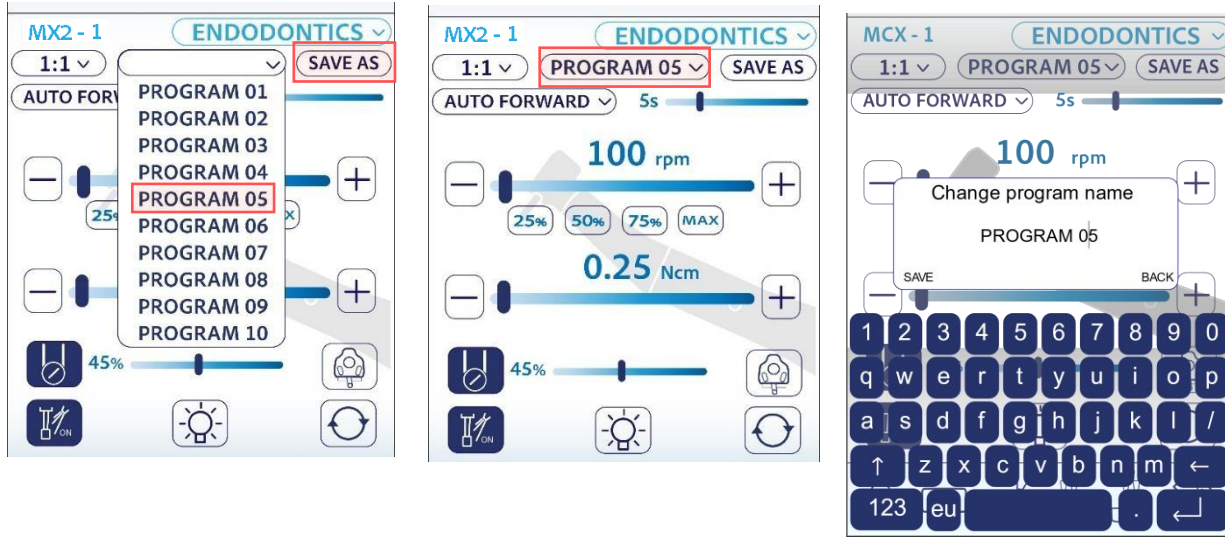 MX2 - 1 ENDODONTICS
1:1 SAVE AS
AUTO FORW
PROGRAM 01
PROGRAM 02
PROGRAM 03
PROGRAM 04
PROGRAM 05
25%
X
PROGRAM 06
PROGRAM 07
PROGRAM 08
PROGRAM 09
PROGRAM 10
45%
ON
MX2 - 1 ENDODONTICS
1:1 PROGRAM 05 SAVE AS
AUTO FORWARD 5s
100 rpm
25% 50% 75% MAX
0.25 Ncm
45%
ON
MCX - 1 ENDODONTICS
1:1 PROGRAM 05 SAVE AS
AUTO FORWARD 5s
100 rpm
Change program name
PROGRAM 05
SAVE BACK
1 2 3 4 5 6 7 8 9 0
q w e r t y u i o p
a s d f g h j k l /
z x c v b n m
123 eu .